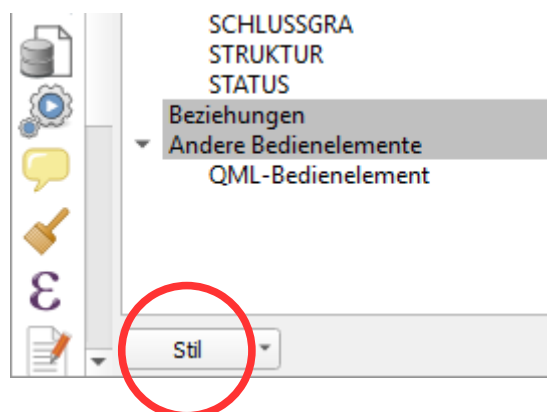 SCHLUSSGRA
STRUKTUR
STATUS
Beziehungen
Andere Bedienelemente
QML-Bedienelement
ε
Stil